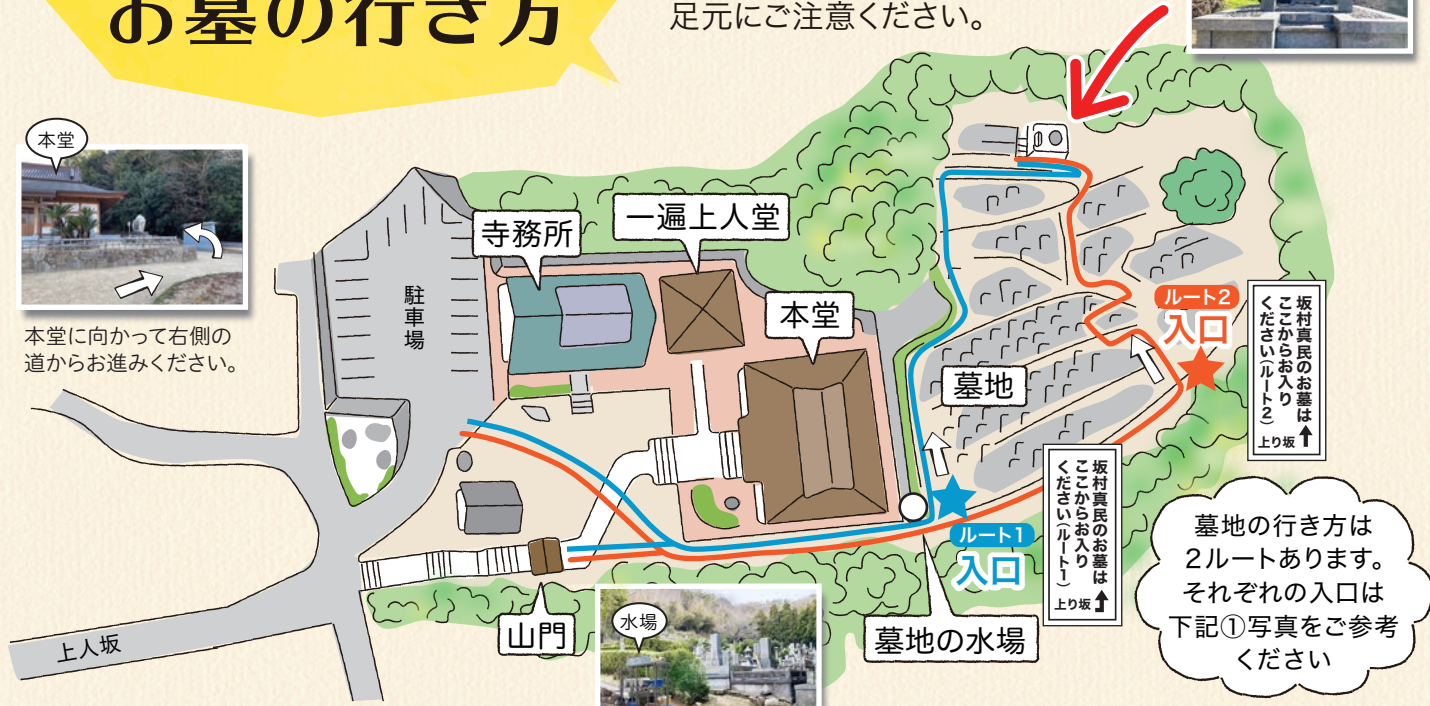 お墓の行き方
足元にご注意ください。
本堂
本堂に向かって右側の
道からお進みください。
駐車場
寺務所
一遍上人堂
本堂
墓地
ルート2
入口
坂村真民のお墓は
ここからお入り
ください(ルート2)
上り坂
ルート1
入口
坂村真民のお墓は
ここからお入り
ください(ルート1)
上り坂
墓地の行き方は
2ルートあります。
それぞれの入口は
下記①写真をご参考
ください
墓地の水場
山門
水場
上人坂